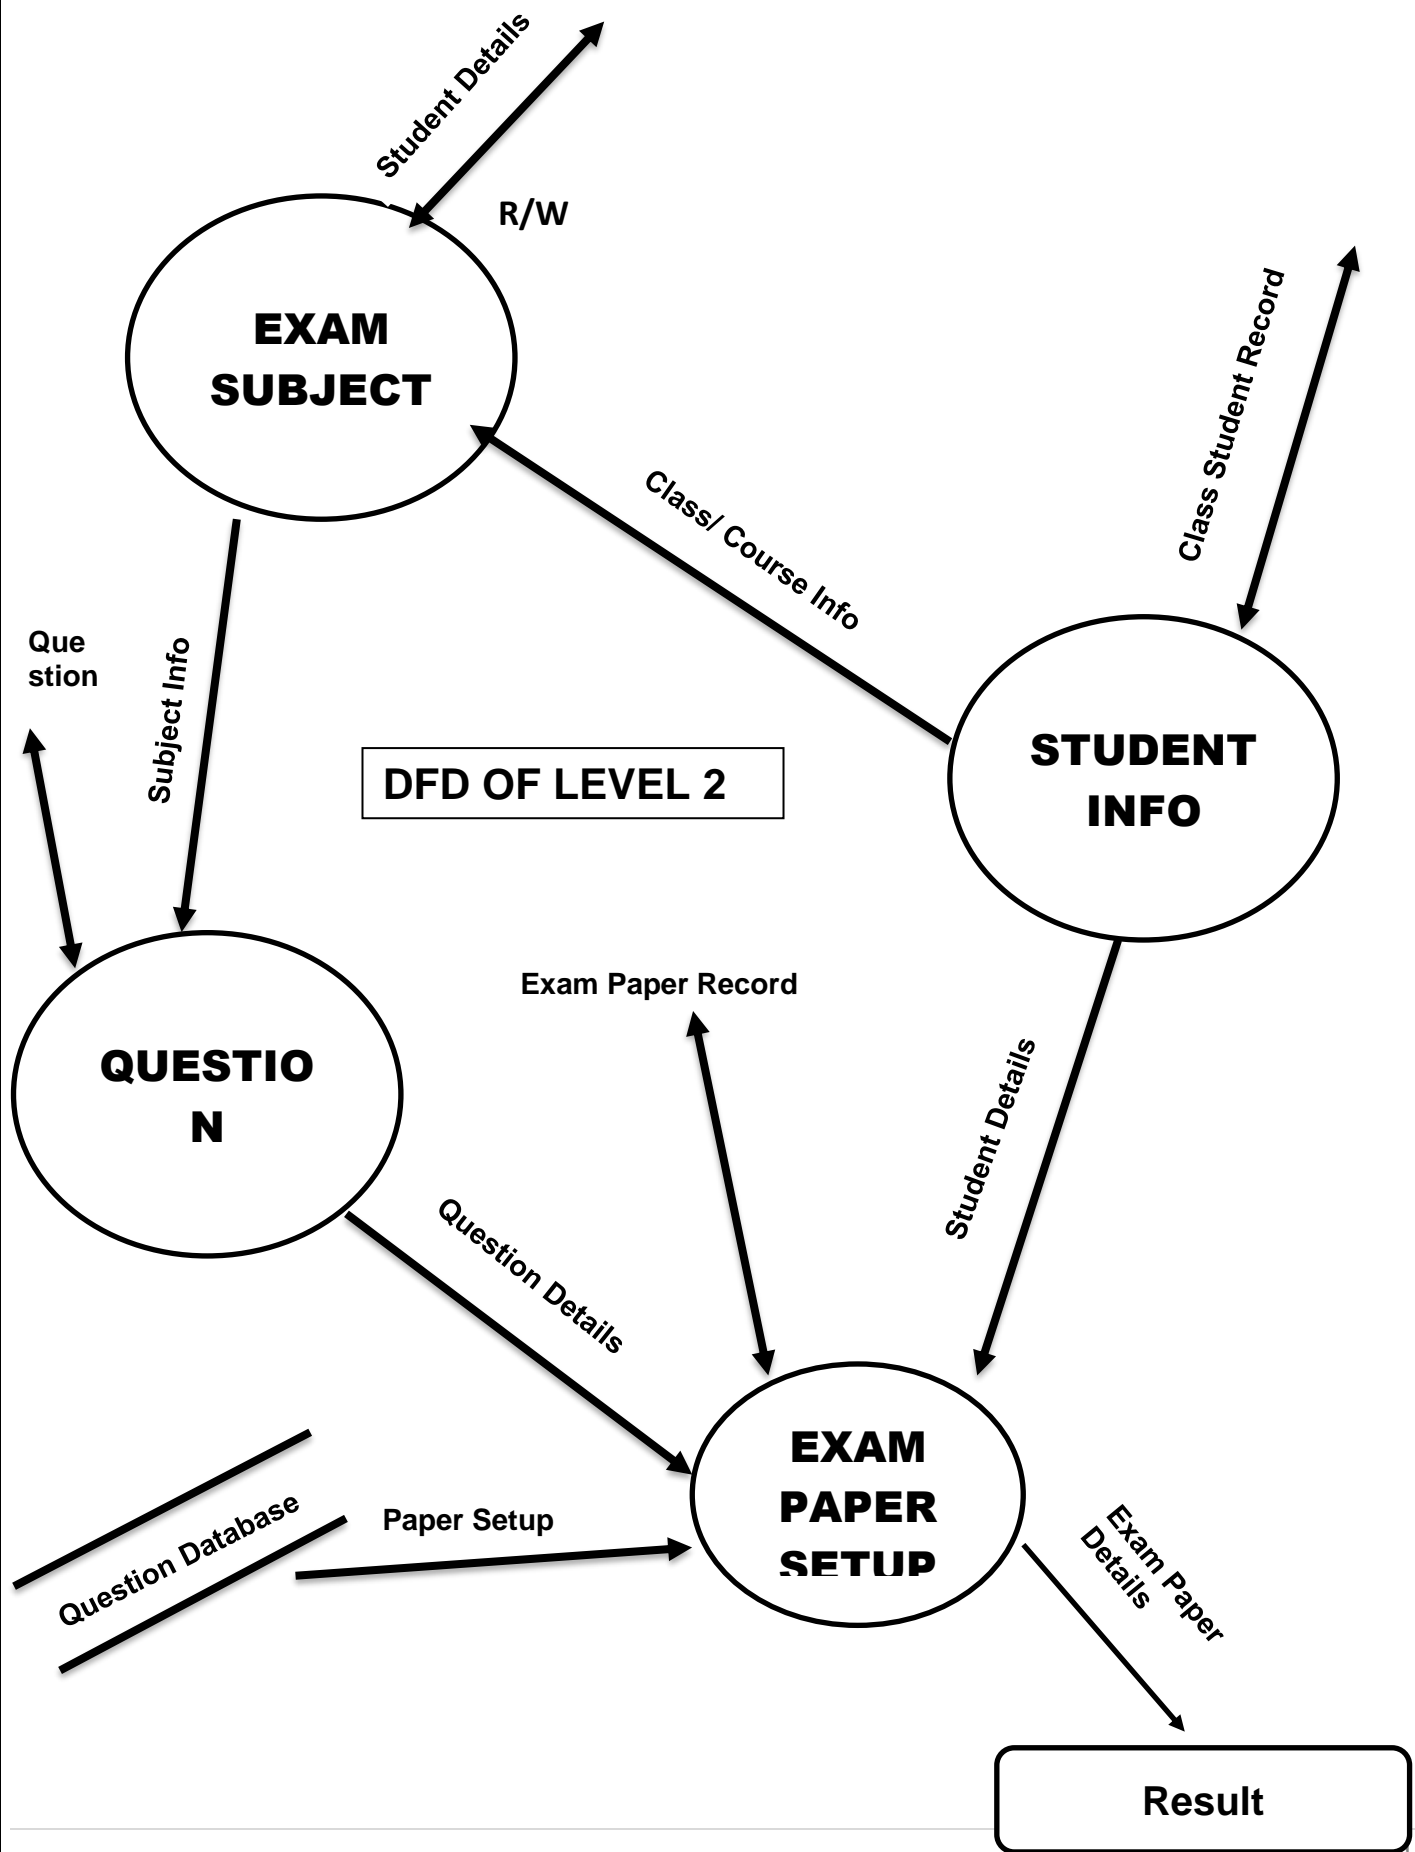 Student Details
R/W
EXAM
SUBJECT
Class Student Record
Class/ Course Info
Que
stion
Subject Info
DFD OF LEVEL 2
STUDENT
INFO
Exam Paper Record
QUESTIO
N
Student Details
Question Details
EXAM
PAPER
SETUP
Question Database
Paper Setup
Exam Paper
Details
Result